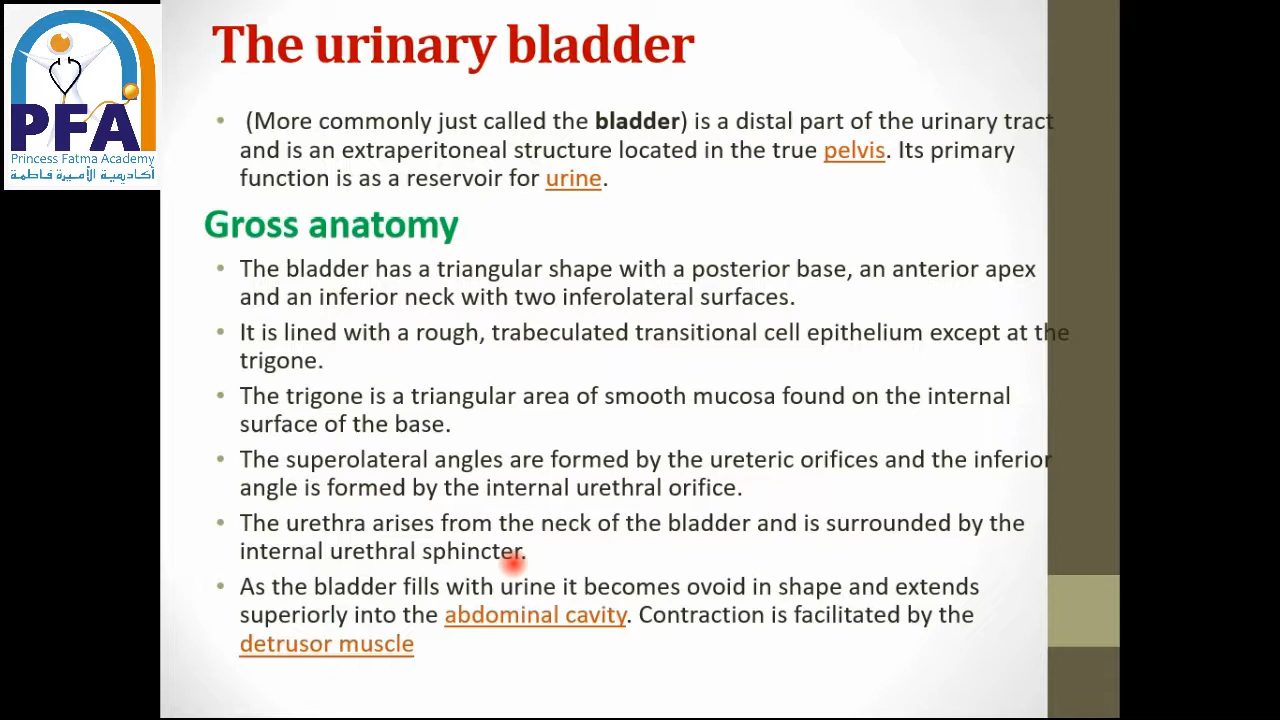 PFA
Princess Fatma Academy
أكاديمية الأميرة فاطمة
The urinary bladder
• (More commonly just called the bladder) is a distal part of the urinary tract
and is an extraperitoneal structure located in the true pelvis. Its primary
function is as a reservoir for urine.
Gross anatomy
• The bladder has a triangular shape with a posterior base, an anterior apex
and an inferior neck with two inferolateral surfaces.
• It is lined with a rough, trabeculated transitional cell epithelium except at the
trigone.
• The trigone is a triangular area of smooth mucosa found on the internal
surface of the base.
• The superolateral angles are formed by the ureteric orifices and the inferior
angle is formed by the internal urethral orifice.
• The urethra arises from the neck of the bladder and is surrounded by the
internal urethral sphincter.
• As the bladder fills with urine it becomes ovoid in shape and extends
superiorly into the abdominal cavity. Contraction is facilitated by the
detrusor muscle